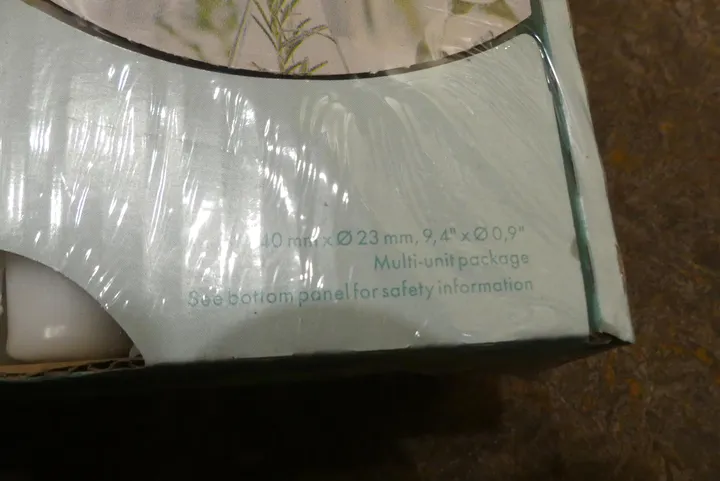 40 mm x Ø 23 mm, 9,4" x Ø 0,9"
Multi-unit package
See bottom panel for safety information